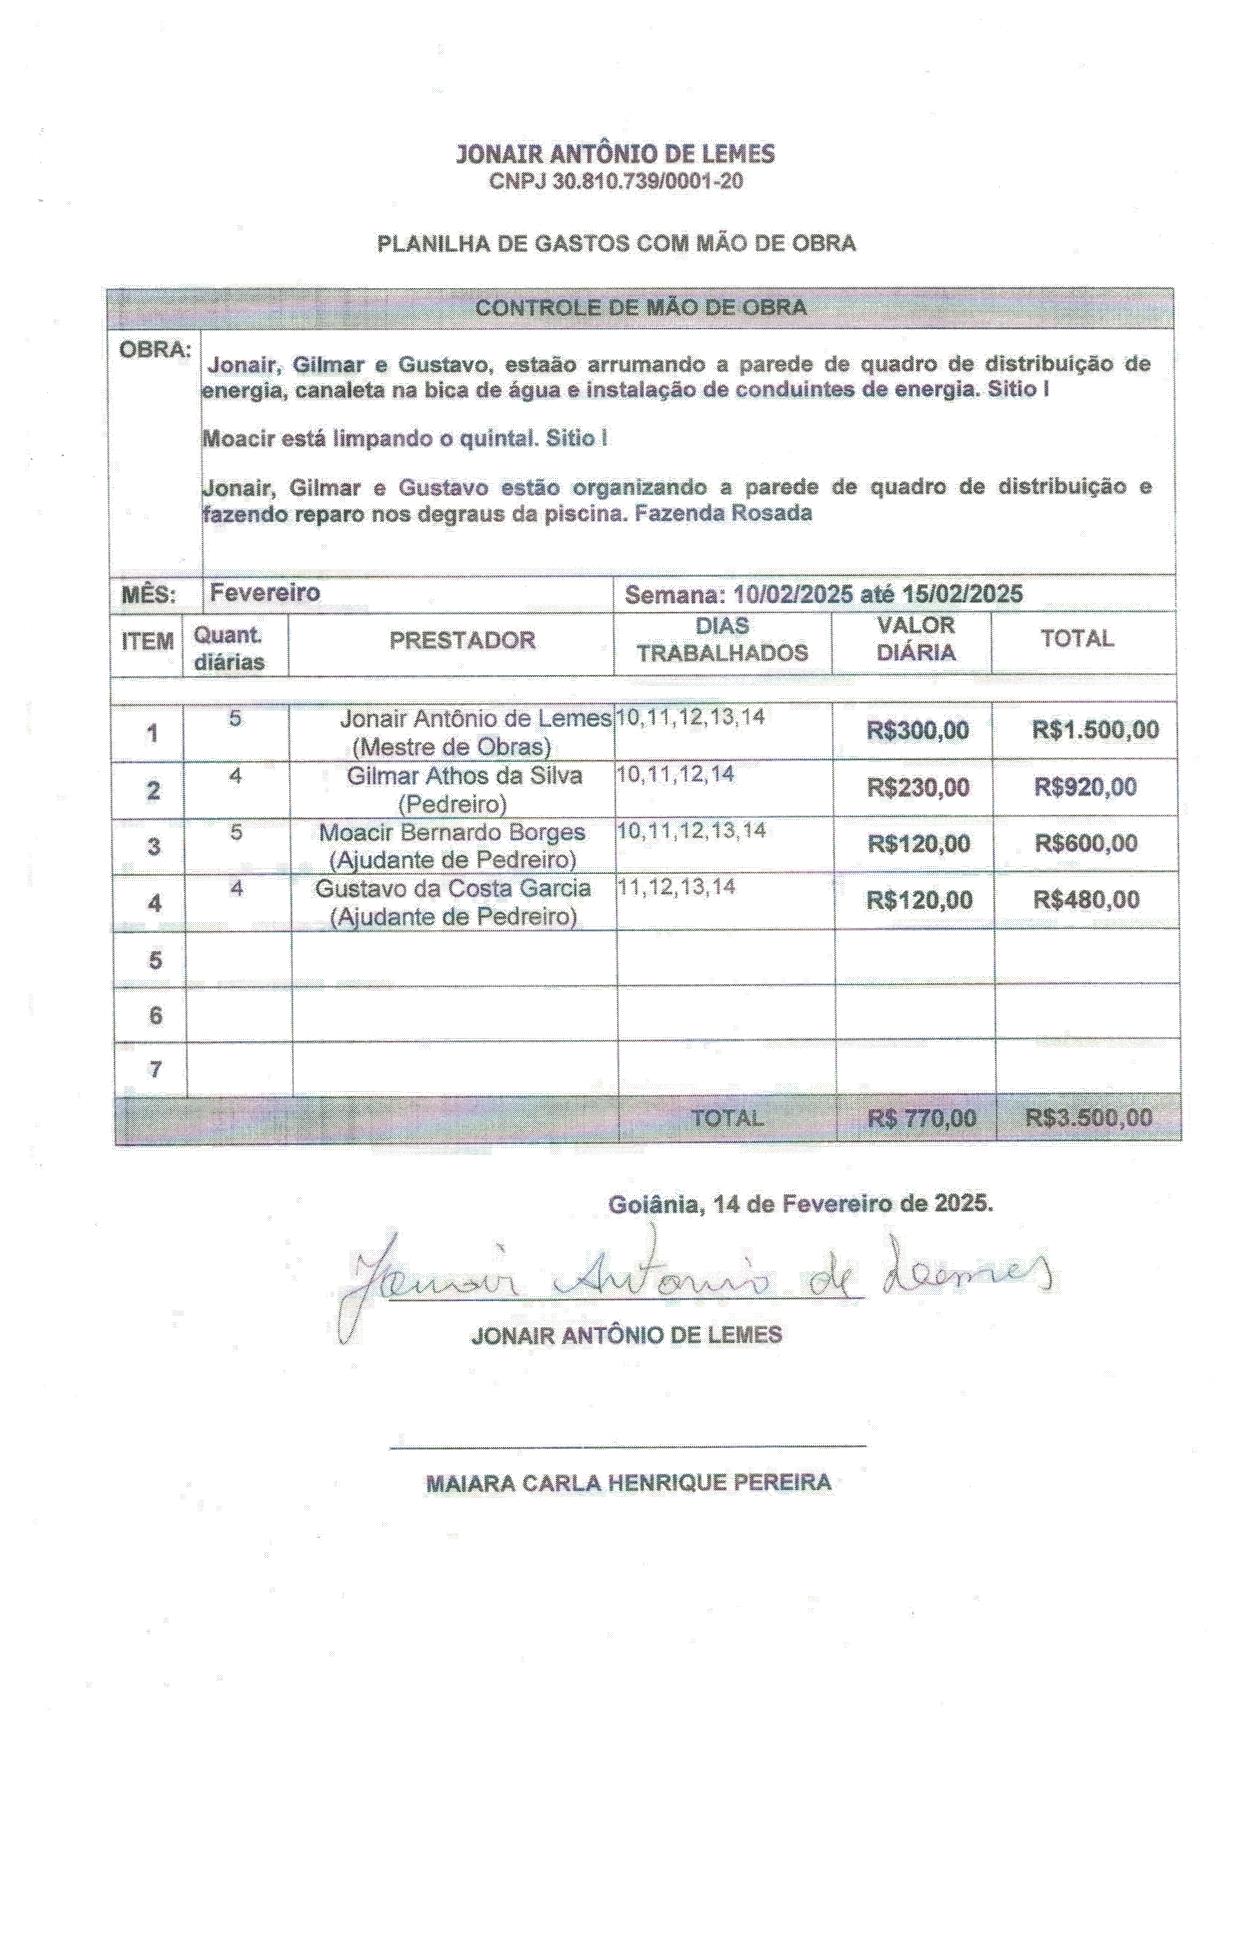 JONAIR ANTÔNIO DE LEMES
CNPJ 30.810.739/0001-20
PLANILHA DE GASTOS COM MÃO DE OBRA
CONTROLE DE MÃO DE OBRA
OBRA:
Jonair, Gilmar e Gustavo, estaão arrumando a parede de quadro de distribuição de
energia, canaleta na bica de água e instalação de conduintes de energia. Sitio I
Moacir está limpando o quintal. Sitio I
Jonair, Gilmar e Gustavo estão organizando a parede de quadro de distribuição e
fazendo reparo nos degraus da piscina. Fazenda Rosada
MÊS: Fevereiro Semana: 10/02/2025 até 15/02/2025
ITEM Quant. diárias PRESTADOR DIAS TRABALHADOS VALOR DIÁRIA TOTAL
1 5 Jonair Antônio de Lemes 10,11,12,13,14 R$300,00 R$1.500,00
(Mestre de Obras)
2 4 Gilmar Athos da Silva 10,11,12,14 R$230,00 R$920,00
(Pedreiro)
3 5 Moacir Bernardo Borges 10,11,12,13,14 R$120,00 R$600,00
(Ajudante de Pedreiro)
4 4 Gustavo da Costa Garcia 11,12,13,14 R$120,00 R$480,00
(Ajudante de Pedreiro)
5
6
7
TOTAL R$ 770,00 R$3.500,00
Goiânia, 14 de Fevereiro de 2025.
Jonair Antonio de Leemes
JONAIR ANTÔNIO DE LEMES
MAIARA CARLA HENRIQUE PEREIRA